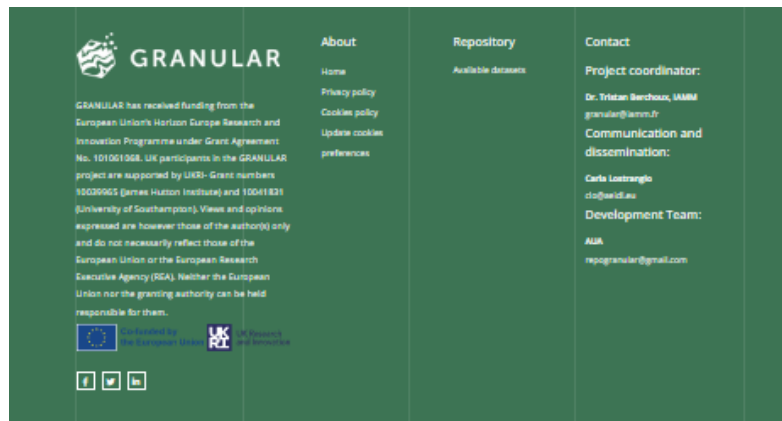 GRANULAR
GRANULAR has received funding from the
European Union's Horizon Europe Research and
Innovation Programme under Grant Agreement
No. 101061068. UK participants in the GRANULAR
project are supported by UKRI- Grant numbers
10039965 (James Hutton Institute) and 10041831
(University of Southampton). Views and opinions
expressed are however those of the author(s) only
and do not necessarily reflect those of the
European Union or the European Research
Executive Agency (REA). Neither the European
Union nor the granting authority can be held
responsible for them.
Co-funded by
the European Union
UK
RI
UK Research
and Innovation
About
Home
Privacy policy
Cookies policy
Update cookies
preferences
Repository
Available datasets
Contact
Project coordinator:
Dr. Tristan Berchoux, IAMM
granular@iamm.fr
Communication and
dissemination:
Carla Lostrangio
clo@aeidl.eu
Development Team:
AUA
repogranular@gmail.com